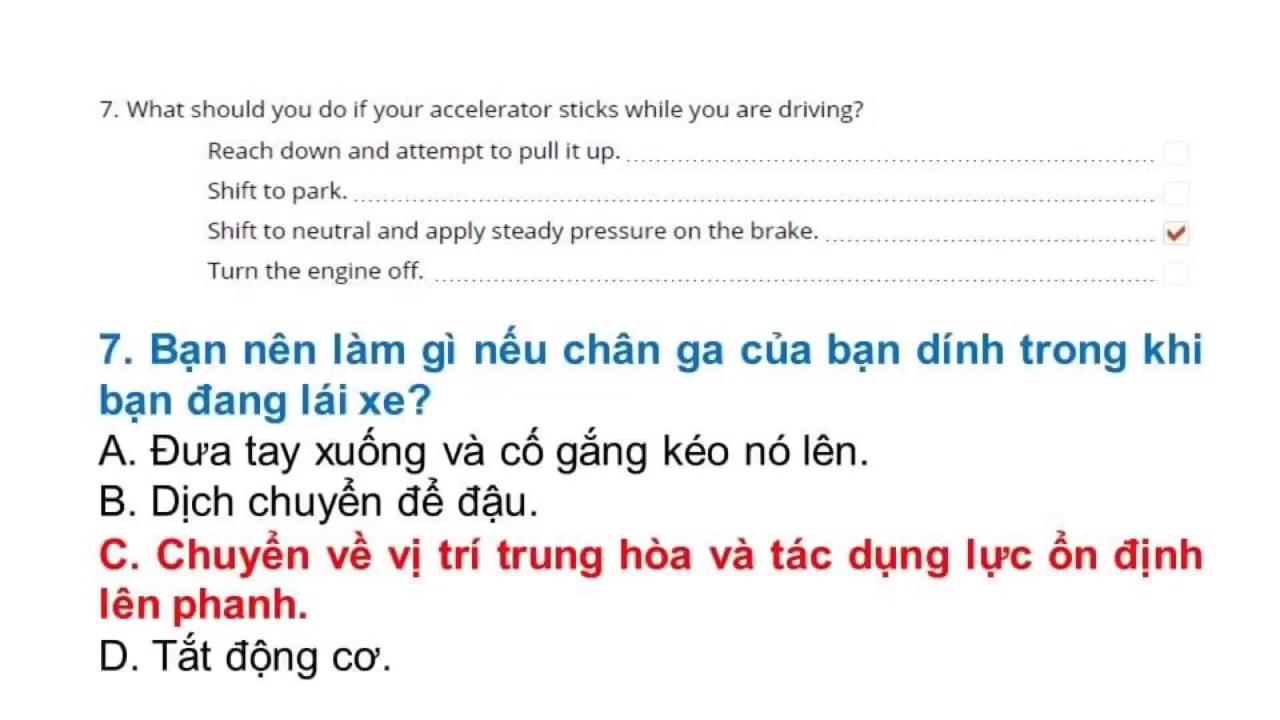 7. What should you do if your accelerator sticks while you are driving?
Reach down and attempt to pull it up.
Shift to park.
Shift to neutral and apply steady pressure on the brake.
Turn the engine off.
7. Bạn nên làm gì nếu chân ga của bạn dính trong khi
bạn đang lái xe?
A. Đưa tay xuống và cố gắng kéo nó lên.
B. Dịch chuyển để đậu.
C. Chuyển về vị trí trung hòa và tác dụng lực ổn định
lên phanh.
D. Tắt động cơ.